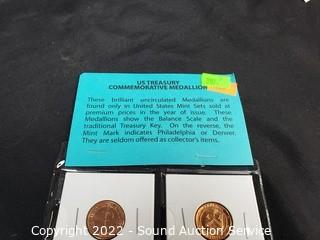 US TREASURY
COMMEMORATIVE MEDALLION
These brilliant uncirculated Medallions are
found only in United States Mint Sets sold at
premium prices in the year of issue. These
Medallions show the Balance Scale and the
traditional Treasury Key. On the reverse, the
Mint Mark indicates Philadelphia or Denver.
They are seldom offered as collector's items.
Copyright 2022 - Sound Auction Service